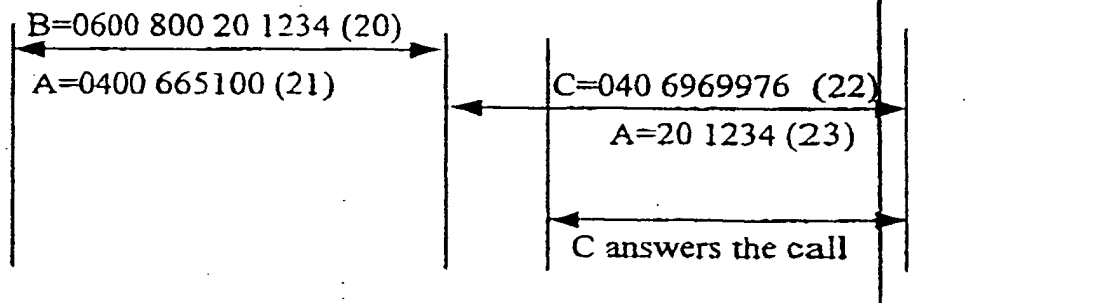 B=0600 800 20 1234 (20)
A=0400 665100 (21)
C=040 6969976 (22)
A=20 1234 (23)
C answers the call